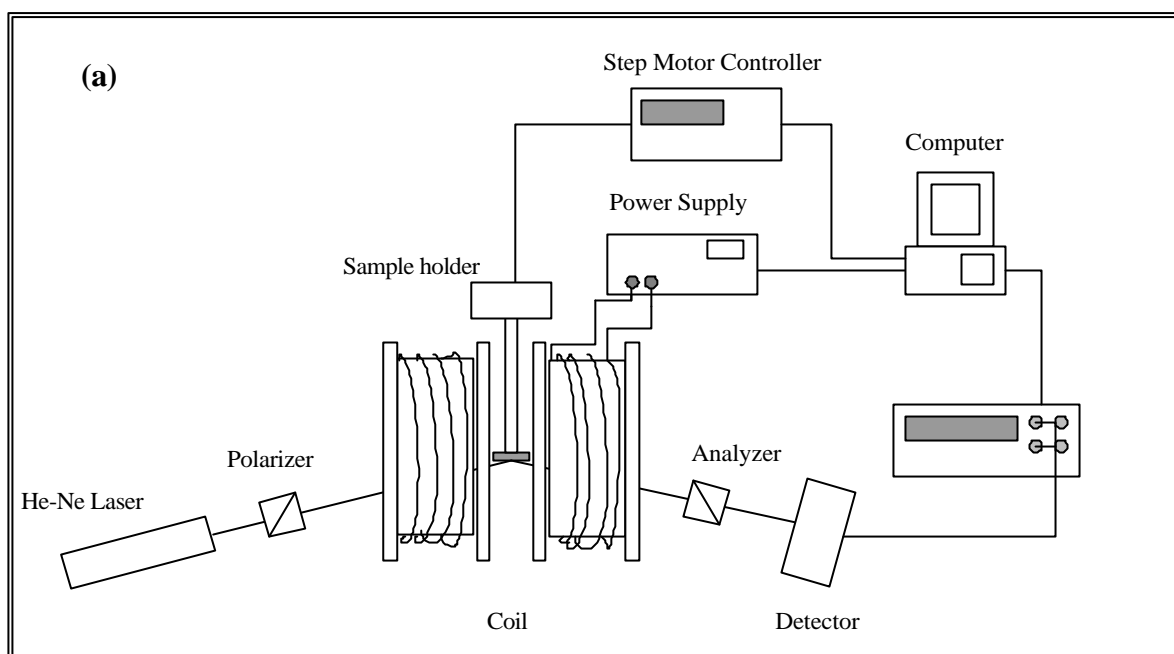 (a)
Step Motor Controller
Computer
Power Supply
Sample holder
Polarizer
Analyzer
He-Ne Laser
Coil
Detector